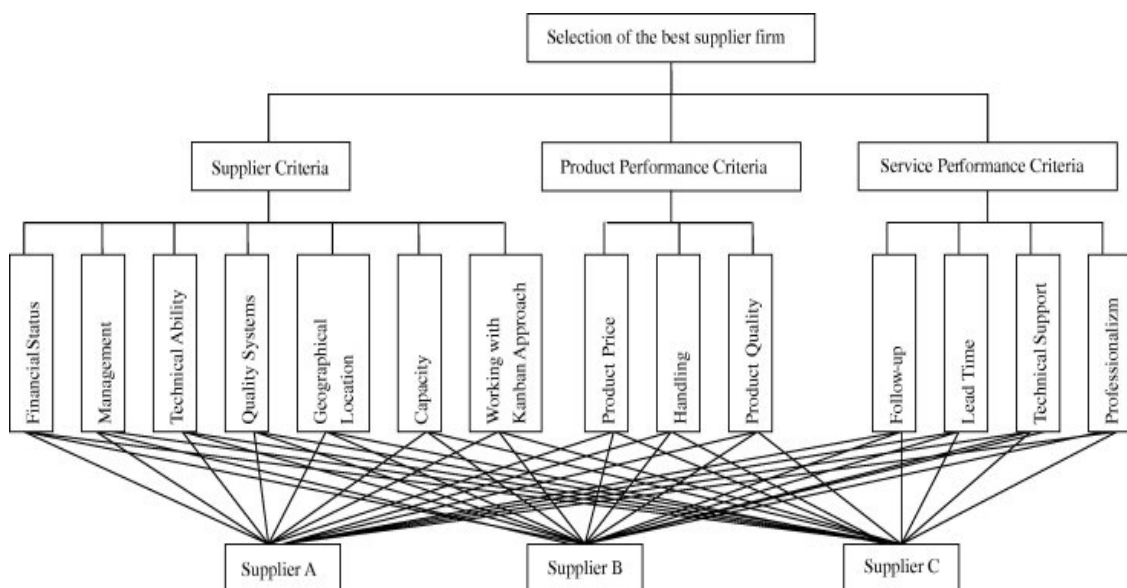 Selection of the best supplier firm
Supplier Criteria
Product Performance Criteria
Service Performance Criteria
Financial Status
Management
Technical Ability
Quality Systems
Geographical
Location
Capacity
Working with
Kanban Approach
Product Price
Handling
Product Quality
Follow-up
Lead Time
Technical Support
Professionalizm
Supplier A
Supplier B
Supplier C